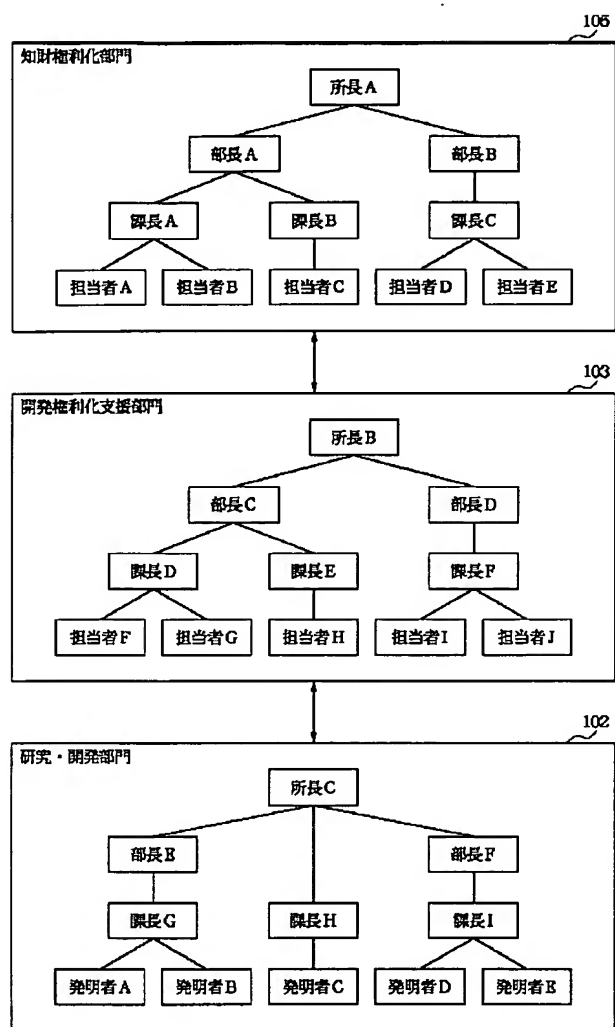 105
知財権利化部門
所長A
部長A 部長B
課長A 課長B 課長C
担当者A 担当者B 担当者C 担当者D 担当者E
103
開発権利化支援部門
所長B
部長C 部長D
課長D 課長E 課長F
担当者F 担当者G 担当者H 担当者I 担当者J
102
研究・開発部門
所長C
部長E 部長F
課長G 課長H 課長I
発明者A 発明者B 発明者C 発明者D 発明者E